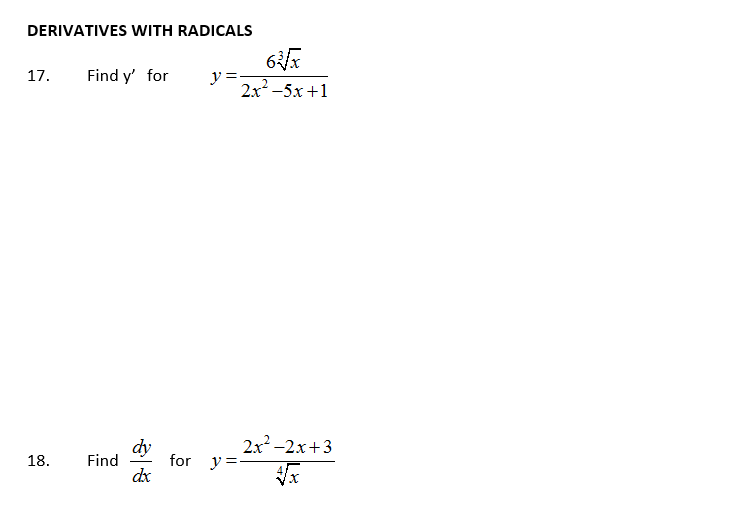 DERIVATIVES WITH RADICALS
17. Find y′ for y = \frac{6\sqrt[3]{x}}{2x^2-5x+1}
18. Find \frac{dy}{dx} for y = \frac{2x^2-2x+3}{\sqrt[4]{x}}